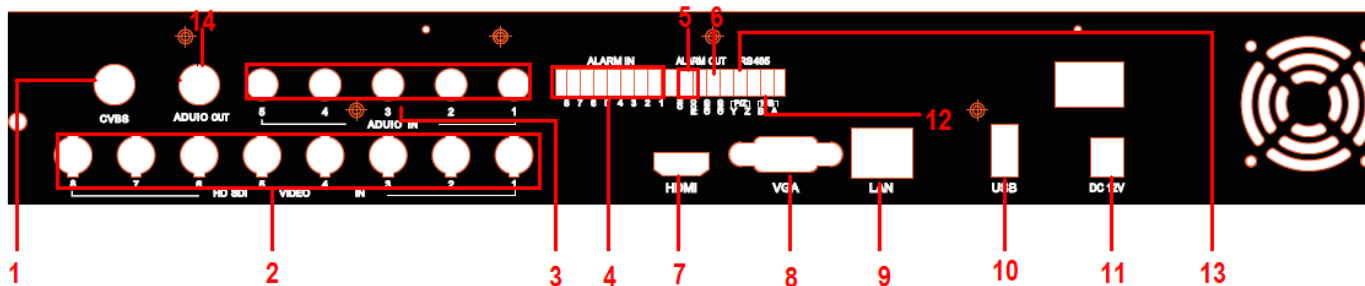 14
5 6
ALARM IN ALARM OUT RS485
CVBS ADUIO OUT
5 4 3 2 1
ADUIO IN
8 7 6 5 4 3 2 1
12
8 7 6 5 4 3 2 1
HD SDI VIDEO IN
HDMI VGA LAN USB DC 12V
1 2 3 4 7 8 9 10 11 13